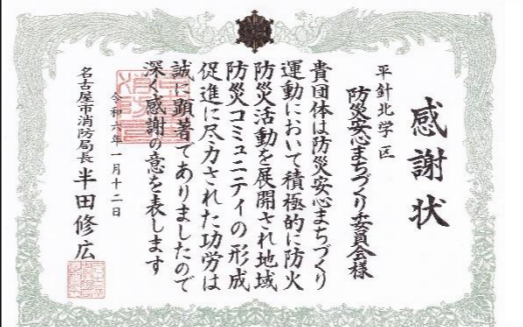 感謝状
平針北学区
防災安心まちづくり委員会様
貴団体は防災安心まちづくり
運動において積極的に防火
防災活動を展開され地域
防災コミュニティの形成
促進に尽力された功労は
誠に顕著でありましたので
深く感謝の意を表します
令和六年一月十二日
名古屋市消防局長 半田修広